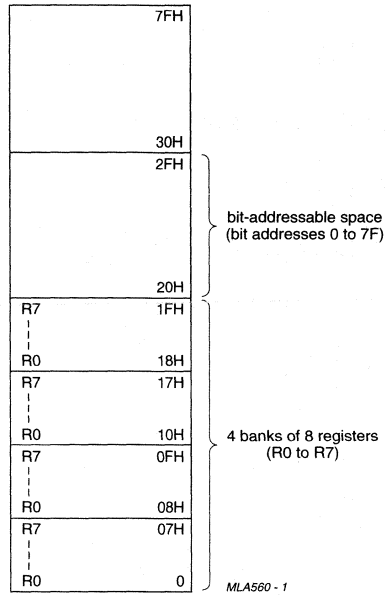 7FH
30H
2FH
bit-addressable space
(bit addresses 0 to 7F)
20H
R7 1FH
R0 18H
R7 17H
R0 10H
4 banks of 8 registers
(R0 to R7)
R7 0FH
R0 08H
R7 07H
R0 0
MLA560 - 1